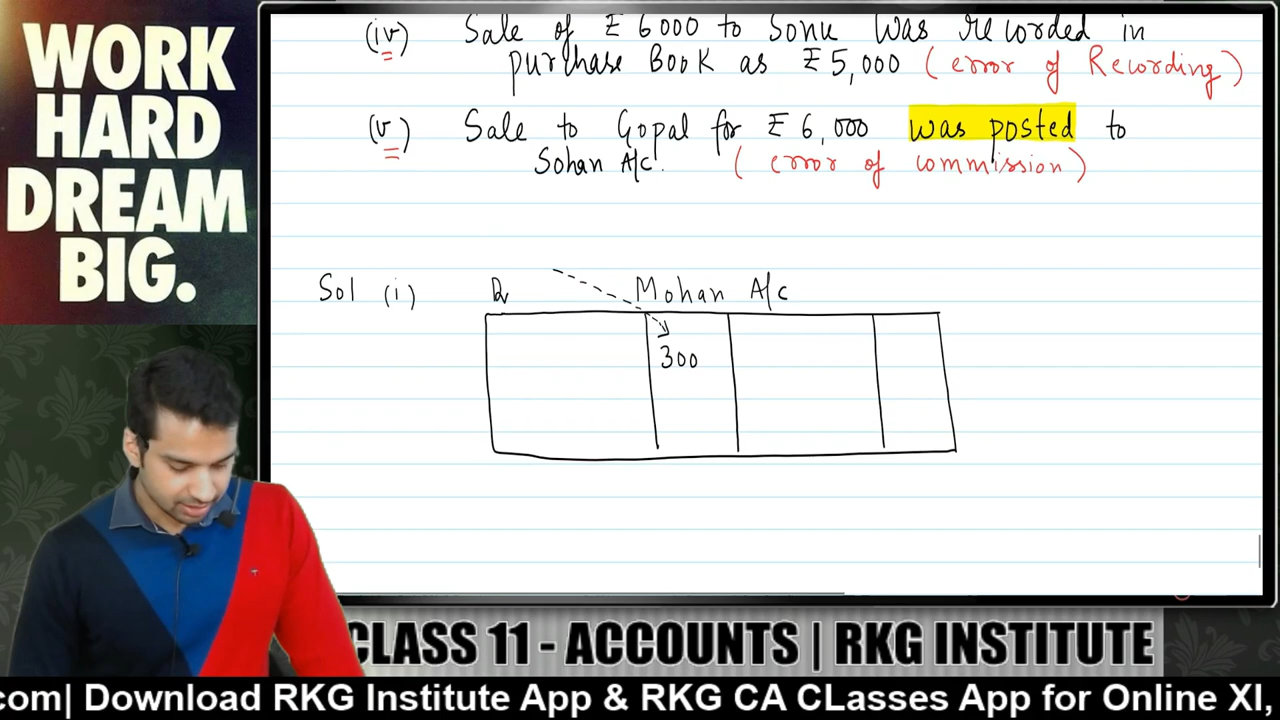 WORK
HARD
DREAM
BIG.
(iv) Sale of ₹ 6000 to Sonu was recorded in
purchase Book as ₹ 5,000 (error of Recording)
(v) Sale to Gopal for ₹ 6,000 was posted to
Sohan A/c. (error of commission)
Sol (i) Dr Mohan A/c
300
CLASS 11 - ACCOUNTS | RKG INSTITUTE
com| Download RKG Institute App & RKG CA CLasses App for Online XI,